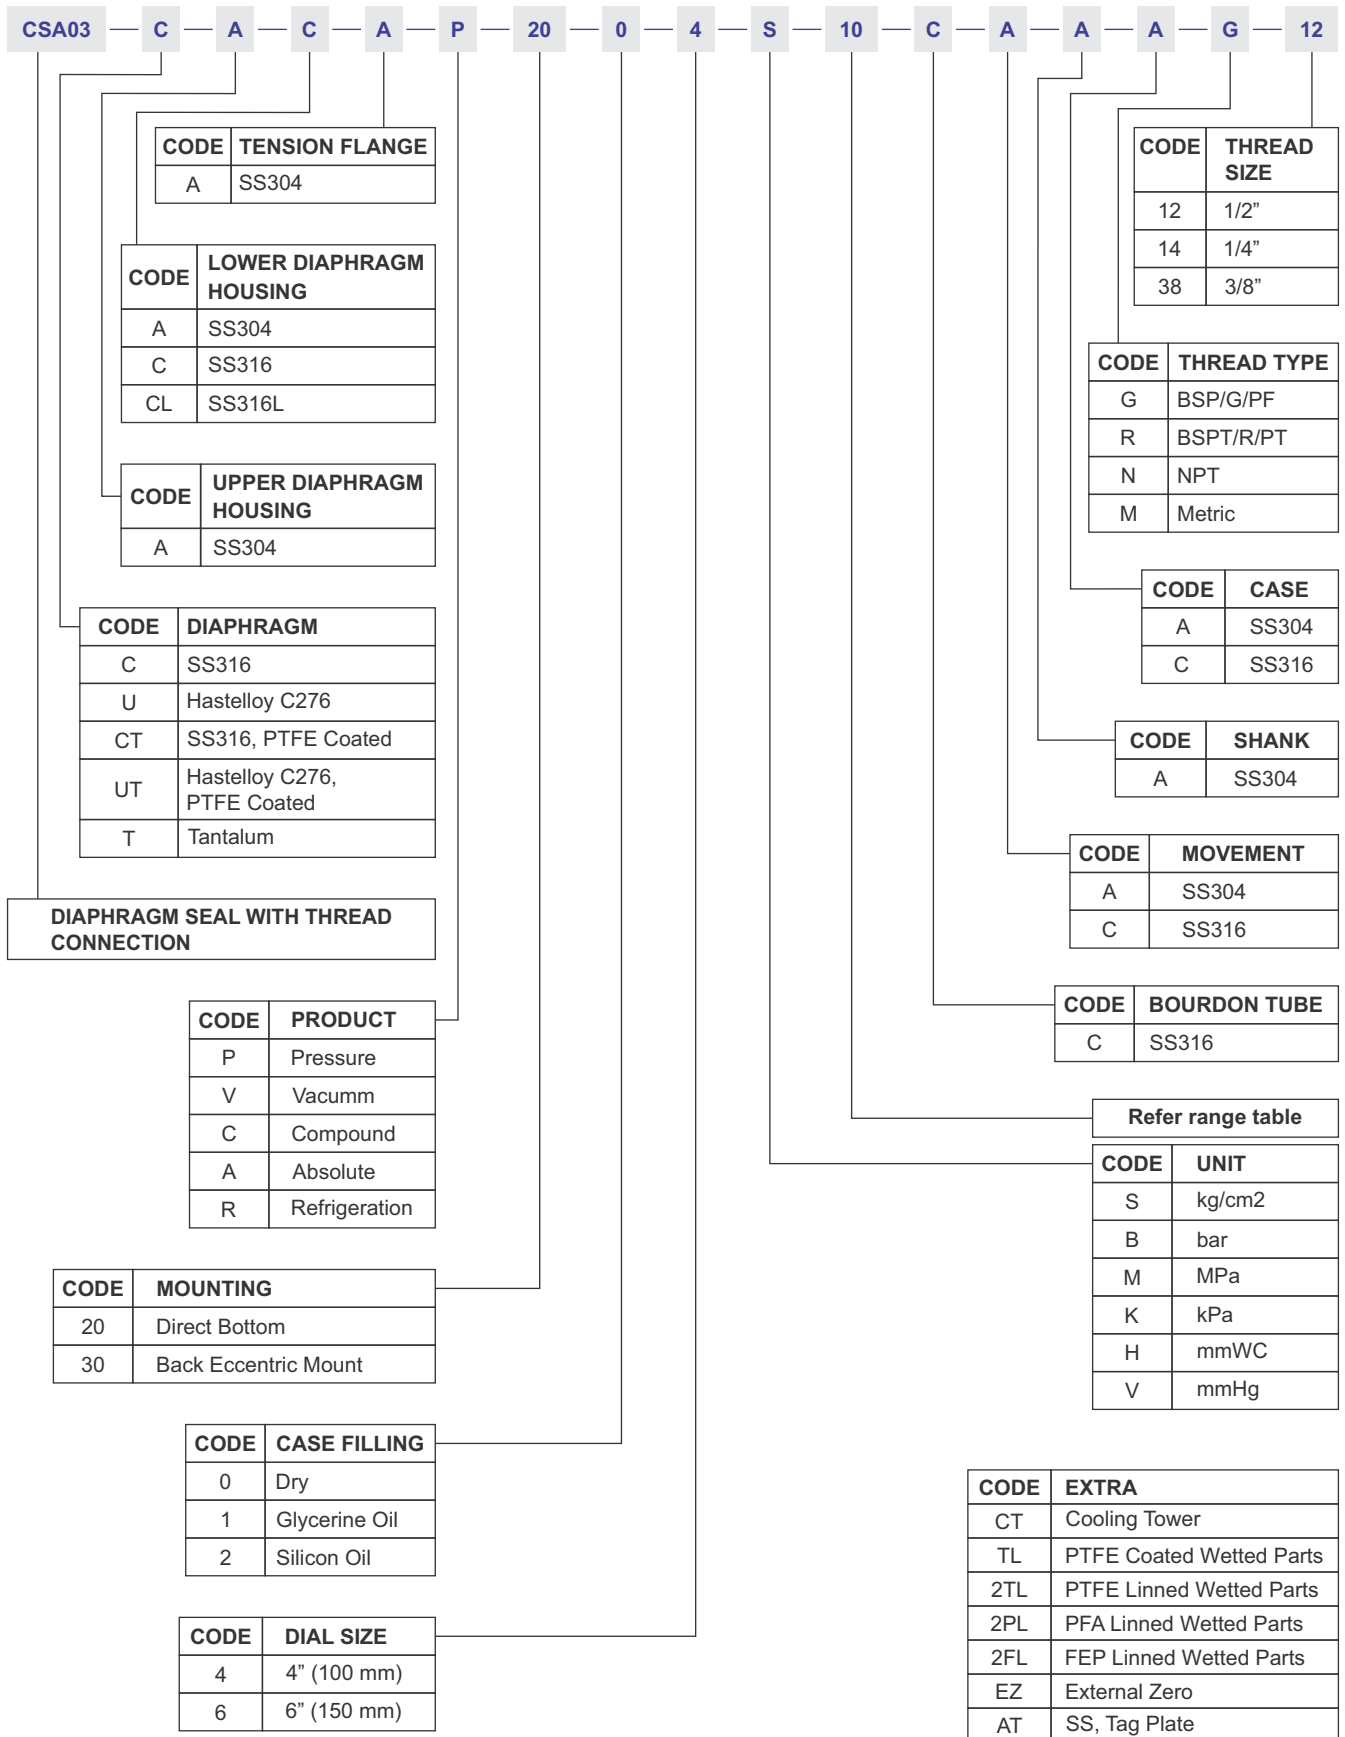 CSA03 — C — A — C — A — P — 20 — 0 — 4 — S — 10 — C — A — A — A — G — 12
CODE TENSION FLANGE
A SS304
CODE LOWER DIAPHRAGM
HOUSING
A SS304
C SS316
CL SS316L
CODE UPPER DIAPHRAGM
HOUSING
A SS304
CODE DIAPHRAGM
C SS316
U Hastelloy C276
CT SS316, PTFE Coated
UT Hastelloy C276,
PTFE Coated
T Tantalum
DIAPHRAGM SEAL WITH THREAD
CONNECTION
CODE PRODUCT
P Pressure
V Vacumm
C Compound
A Absolute
R Refrigeration
CODE MOUNTING
20 Direct Bottom
30 Back Eccentric Mount
CODE CASE FILLING
0 Dry
1 Glycerine Oil
2 Silicon Oil
CODE DIAL SIZE
4 4” (100 mm)
6 6” (150 mm)
CODE THREAD
SIZE
12 1/2”
14 1/4”
38 3/8”
CODE THREAD TYPE
G BSP/G/PF
R BSPT/R/PT
N NPT
M Metric
CODE CASE
A SS304
C SS316
CODE SHANK
A SS304
CODE MOVEMENT
A SS304
C SS316
CODE BOURDON TUBE
C SS316
Refer range table
CODE UNIT
S kg/cm2
B bar
M MPa
K kPa
H mmWC
V mmHg
CODE EXTRA
CT Cooling Tower
TL PTFE Coated Wetted Parts
2TL PTFE Linned Wetted Parts
2PL PFA Linned Wetted Parts
2FL FEP Linned Wetted Parts
EZ External Zero
AT SS, Tag Plate